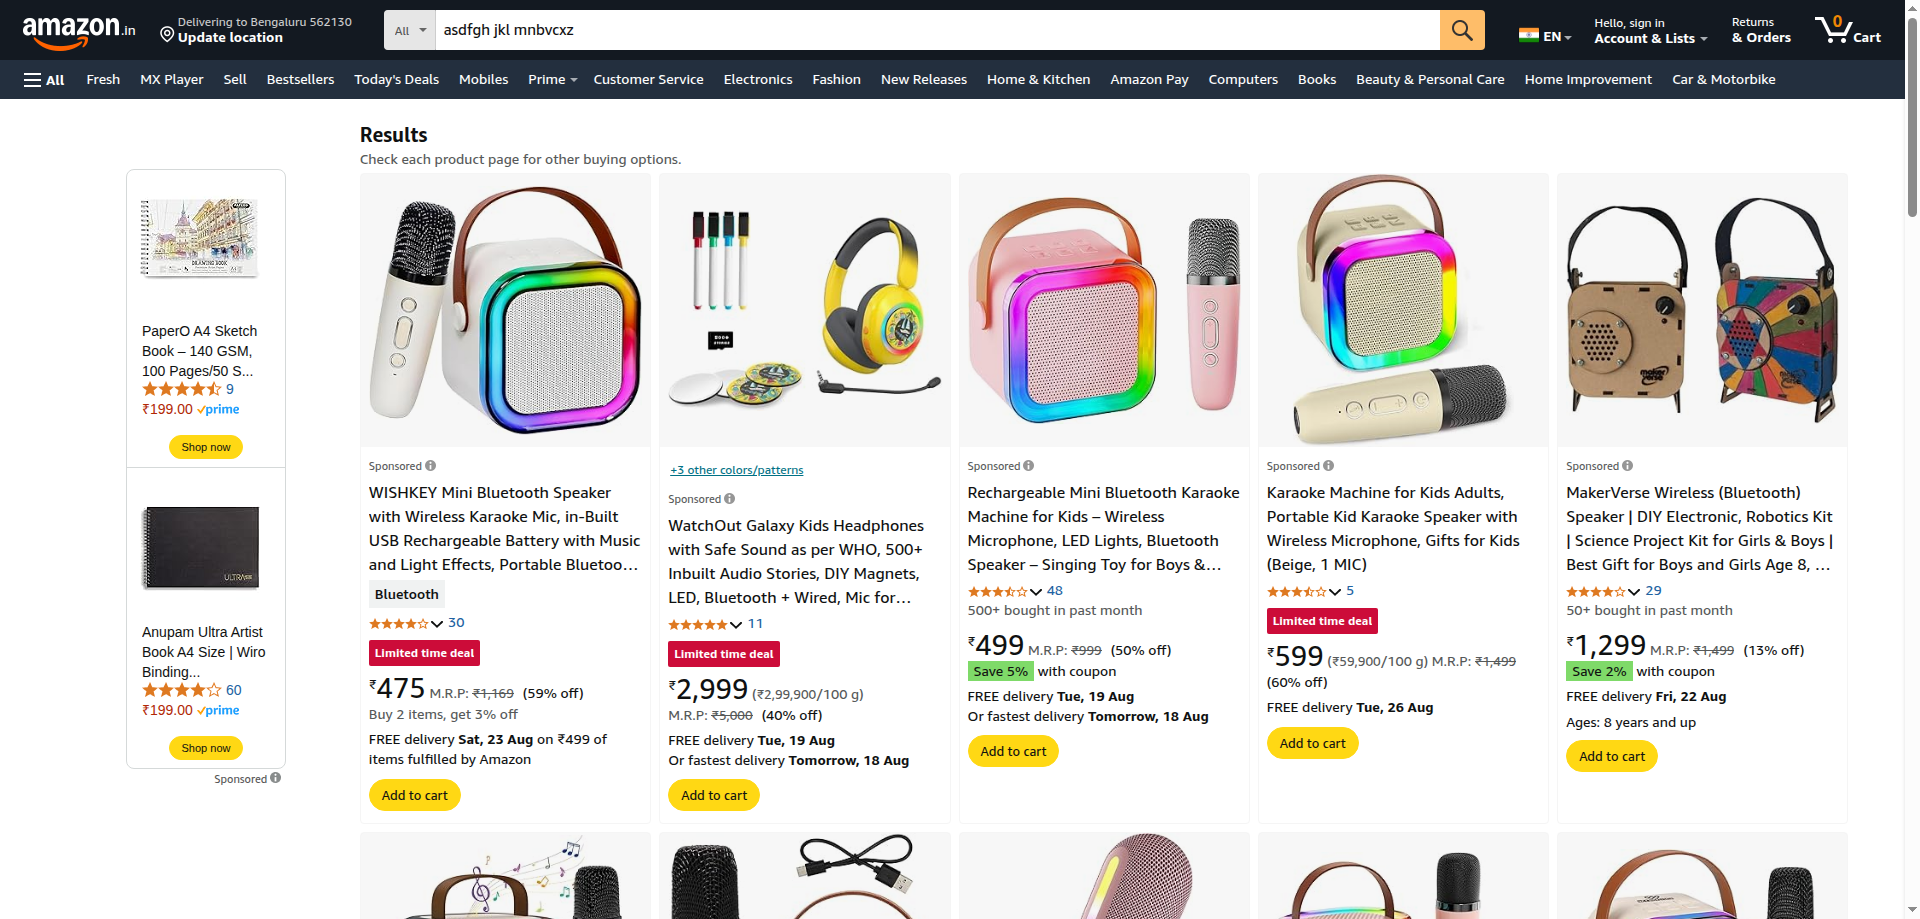 amazon.in
Delivering to Bengaluru 562130
Update location
All
asdfgh jkl mnbvcxz
EN
Hello, sign in
Account & Lists
Returns
& Orders
0
Cart
All
Fresh
MX Player
Sell
Bestsellers
Today's Deals
Mobiles
Prime
Customer Service
Electronics
Fashion
New Releases
Home & Kitchen
Amazon Pay
Computers
Books
Beauty & Personal Care
Home Improvement
Car & Motorbike
Results
Check each product page for other buying options.
DRAWING BOOK
PaperO A4 Sketch
Book – 140 GSM,
100 Pages/50 S...
9
₹199.00 prime
Shop now
ULTRA
Anupam Ultra Artist
Book A4 Size | Wiro
Binding...
60
₹199.00 prime
Shop now
Sponsored
Sponsored
WISHKEY Mini Bluetooth Speaker
with Wireless Karaoke Mic, in-Built
USB Rechargeable Battery with Music
and Light Effects, Portable Bluetoo...
Bluetooth
30
Limited time deal
₹475 M.R.P: ₹1,169 (59% off)
Buy 2 items, get 3% off
FREE delivery Sat, 23 Aug on ₹499 of
items fulfilled by Amazon
Add to cart
+3 other colors/patterns
Sponsored
WatchOut Galaxy Kids Headphones
with Safe Sound as per WHO, 500+
Inbuilt Audio Stories, DIY Magnets,
LED, Bluetooth + Wired, Mic for...
11
Limited time deal
₹2,999 (₹2,99,900/100 g)
M.R.P: ₹5,000 (40% off)
FREE delivery Tue, 19 Aug
Or fastest delivery Tomorrow, 18 Aug
Add to cart
Sponsored
Rechargeable Mini Bluetooth Karaoke
Machine for Kids – Wireless
Microphone, LED Lights, Bluetooth
Speaker – Singing Toy for Boys &...
48
500+ bought in past month
₹499 M.R.P: ₹999 (50% off)
Save 5% with coupon
FREE delivery Tue, 19 Aug
Or fastest delivery Tomorrow, 18 Aug
Add to cart
Sponsored
Karaoke Machine for Kids Adults,
Portable Kid Karaoke Speaker with
Wireless Microphone, Gifts for Kids
(Beige, 1 MIC)
5
Limited time deal
₹599 (₹59,900/100 g) M.R.P: ₹1,499
(60% off)
FREE delivery Tue, 26 Aug
Add to cart
maker
verse
maker
verse
Sponsored
MakerVerse Wireless (Bluetooth)
Speaker | DIY Electronic, Robotics Kit
| Science Project Kit for Girls & Boys |
Best Gift for Boys and Girls Age 8, ...
29
50+ bought in past month
₹1,299 M.R.P: ₹1,499 (13% off)
Save 2% with coupon
FREE delivery Fri, 22 Aug
Ages: 8 years and up
Add to cart